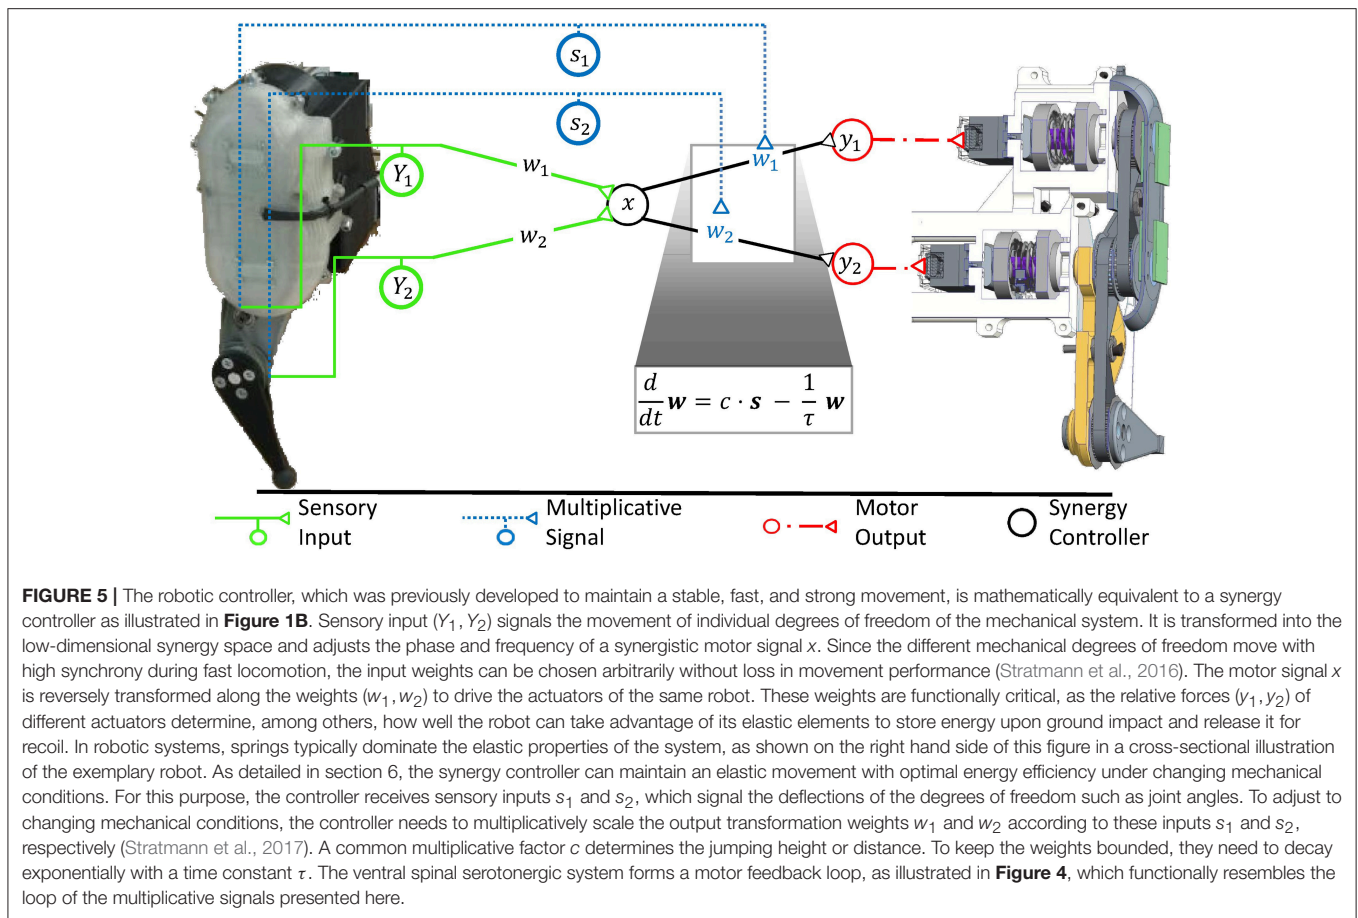 s₁
s₂
Y₁
w₁
y₁
w₁
x
w₂
w₂
y₂
Y₂
d/dt w = c · s − 1/τ w
Sensory Input
Multiplicative Signal
Motor Output
Synergy Controller
FIGURE 5 | The robotic controller, which was previously developed to maintain a stable, fast, and strong movement, is mathematically equivalent to a synergy
controller as illustrated in Figure 1B. Sensory input (Y₁, Y₂) signals the movement of individual degrees of freedom of the mechanical system. It is transformed into the
low-dimensional synergy space and adjusts the phase and frequency of a synergistic motor signal x. Since the different mechanical degrees of freedom move with
high synchrony during fast locomotion, the input weights can be chosen arbitrarily without loss in movement performance (Stratmann et al., 2016). The motor signal x
is reversely transformed along the weights (w₁, w₂) to drive the actuators of the same robot. These weights are functionally critical, as the relative forces (y₁, y₂) of
different actuators determine, among others, how well the robot can take advantage of its elastic elements to store energy upon ground impact and release it for
recoil. In robotic systems, springs typically dominate the elastic properties of the system, as shown on the right hand side of this figure in a cross-sectional illustration
of the exemplary robot. As detailed in section 6, the synergy controller can maintain an elastic movement with optimal energy efficiency under changing mechanical
conditions. For this purpose, the controller receives sensory inputs s₁ and s₂, which signal the deflections of the degrees of freedom such as joint angles. To adjust to
changing mechanical conditions, the controller needs to multiplicatively scale the output transformation weights w₁ and w₂ according to these inputs s₁ and s₂,
respectively (Stratmann et al., 2017). A common multiplicative factor c determines the jumping height or distance. To keep the weights bounded, they need to decay
exponentially with a time constant τ. The ventral spinal serotonergic system forms a motor feedback loop, as illustrated in Figure 4, which functionally resembles the
loop of the multiplicative signals presented here.